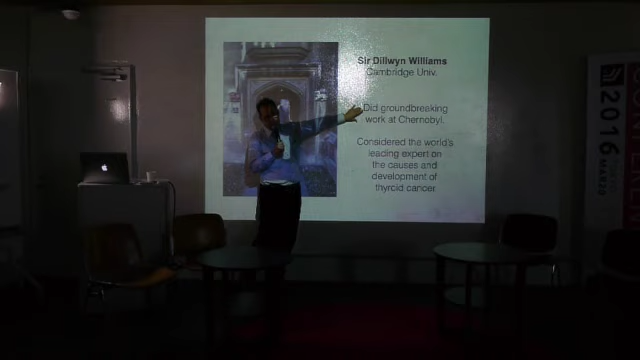 Sir Dillwyn Williams
Cambridge Univ.
Did groundbreaking
work at Chernobyl.
Considered the world's
leading expert on
the causes and
development of
thyroid cancer
2016